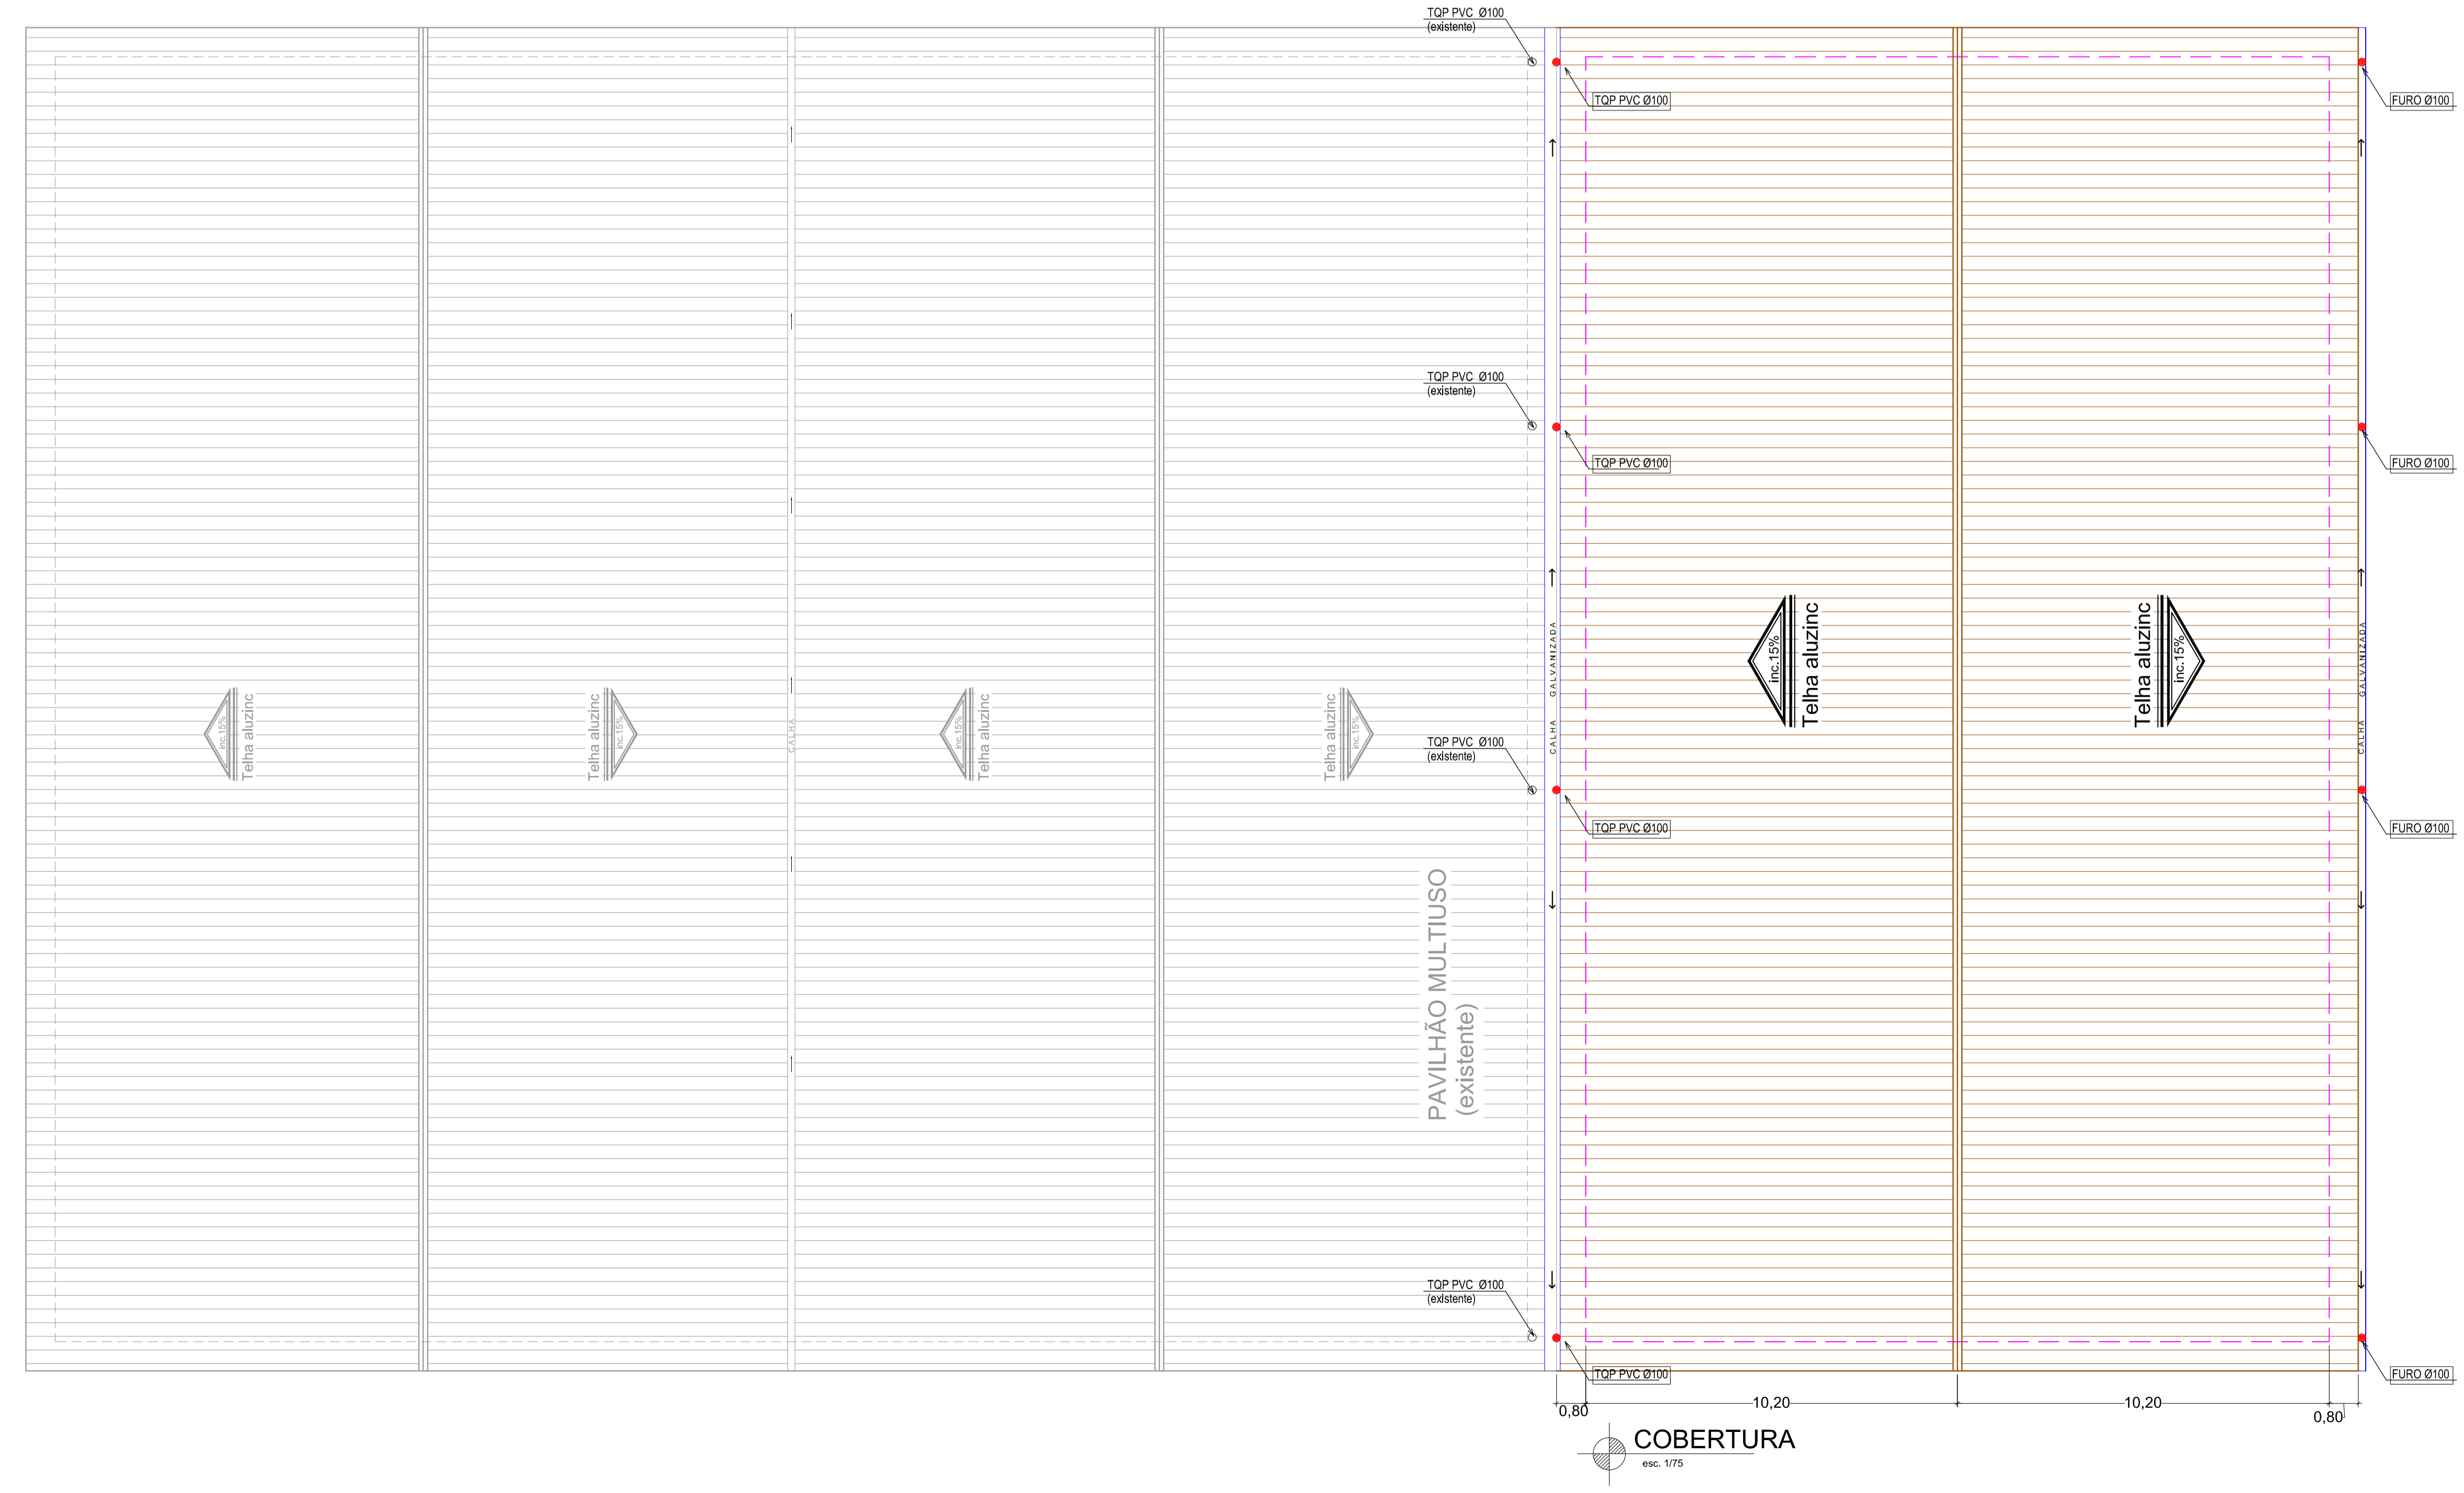 TQP PVC Ø100
(existente)
TQP PVC Ø100
FURO Ø100
TQP PVC Ø100
(existente)
TQP PVC Ø100
FURO Ø100
inc.15%
Telha aluzinc
Telha aluzinc
inc.15%
CALHA GALVANIZADA
CALHA GALVANIZADA
inc.15%
Telha aluzinc
Telha aluzinc
inc.15%
CALHA
inc.15%
Telha aluzinc
Telha aluzinc
inc.15%
TQP PVC Ø100
(existente)
TQP PVC Ø100
FURO Ø100
PAVILHÃO MULTIUSO
(existente)
TQP PVC Ø100
(existente)
TQP PVC Ø100
FURO Ø100
0,80
10,20
10,20
0,80
COBERTURA
esc. 1/75